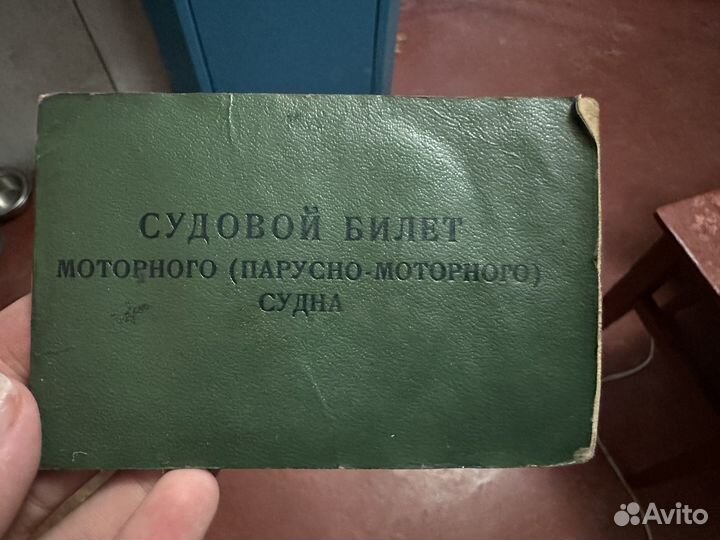 СУДОВОЙ БИЛЕТ
МОТОРНОГО (ПАРУСНО-МОТОРНОГО)
СУДНА
Avito